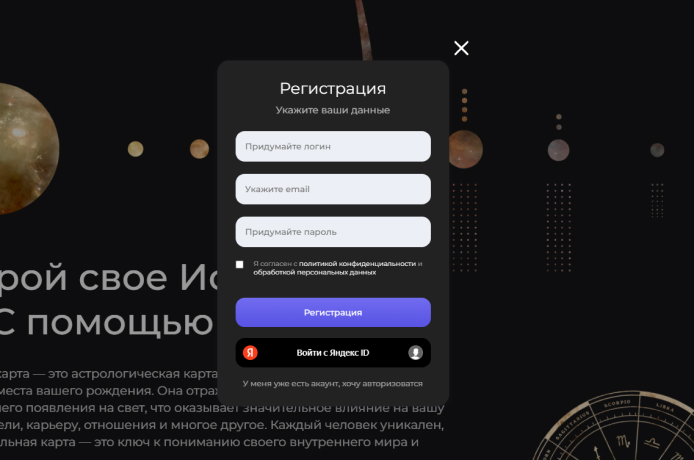 Регистрация
Укажите ваши данные
Придумайте логин
Укажите email
Придумайте пароль
Я согласен с политикой конфиденциальности и
обработкой персональных данных
Регистрация
Я Войти с Яндекс ID
У меня уже есть акаунт, хочу авторизоватся
рой свое Ис
С помощью
карта — это астрологическая карта
места вашего рождения. Она отраж
его появления на свет, что оказывает значительное влияние на вашу
ели, карьеру, отношения и многое другое. Каждый человек уникален,
льная карта — это ключ к пониманию своего внутреннего мира и
SAGITTARIUS
SCORPIO
LIBRA